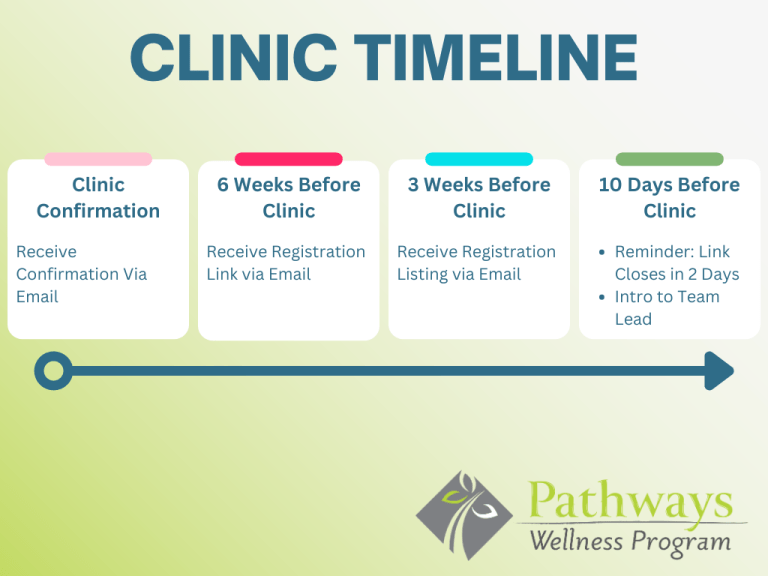 CLINIC TIMELINE
Clinic
Confirmation
Receive
Confirmation Via
Email
6 Weeks Before
Clinic
Receive Registration
Link via Email
3 Weeks Before
Clinic
Receive Registration
Listing via Email
10 Days Before
Clinic
• Reminder: Link
Closes in 2 Days
• Intro to Team
Lead
Pathways
Wellness Program